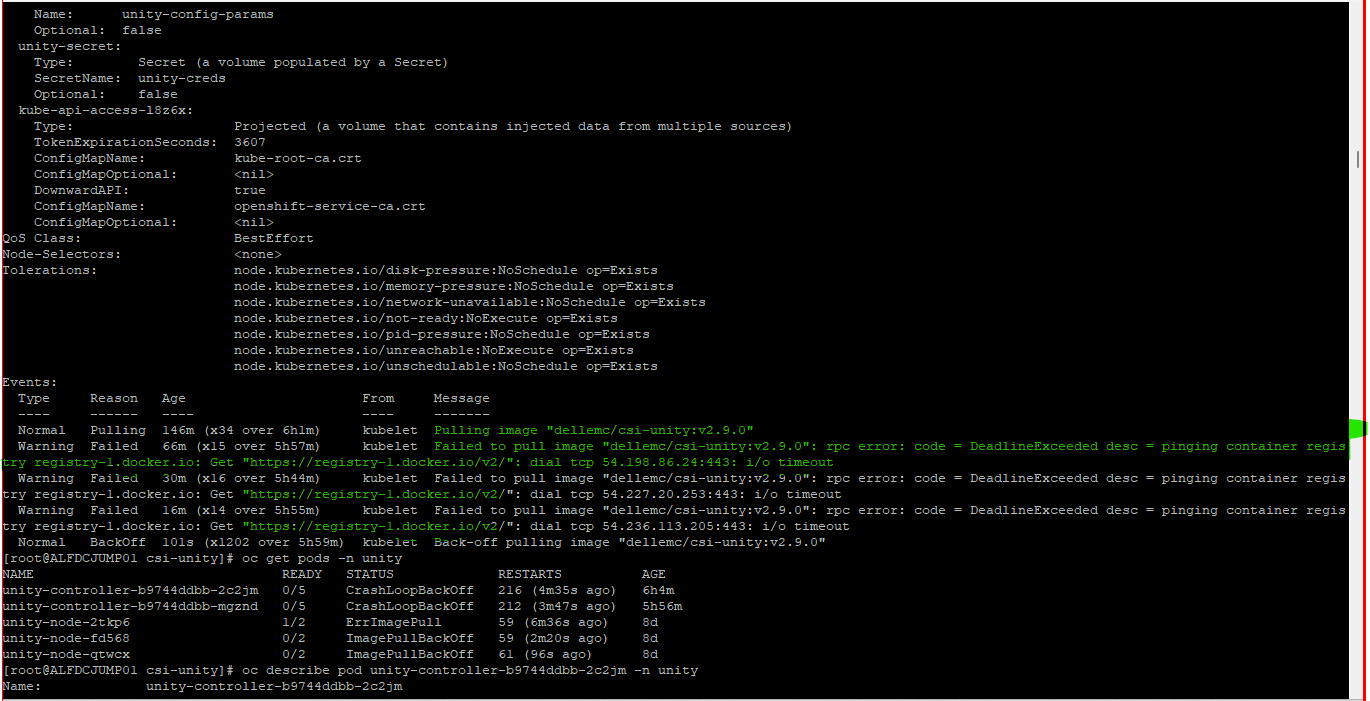 Name:      unity-config-params
Optional:  false
unity-secret:
Type:        Secret (a volume populated by a Secret)
SecretName:  unity-creds
Optional:    false
kube-api-access-l8z6x:
Type:                    Projected (a volume that contains injected data from multiple sources)
TokenExpirationSeconds:  3607
ConfigMapName:           kube-root-ca.crt
ConfigMapOptional:       <nil>
DownwardAPI:             true
ConfigMapName:           openshift-service-ca.crt
ConfigMapOptional:       <nil>
QoS Class:                   BestEffort
Node-Selectors:              <none>
Tolerations:                 node.kubernetes.io/disk-pressure:NoSchedule op=Exists
node.kubernetes.io/memory-pressure:NoSchedule op=Exists
node.kubernetes.io/network-unavailable:NoSchedule op=Exists
node.kubernetes.io/not-ready:NoExecute op=Exists
node.kubernetes.io/pid-pressure:NoSchedule op=Exists
node.kubernetes.io/unreachable:NoExecute op=Exists
node.kubernetes.io/unschedulable:NoSchedule op=Exists
Events:
Type     Reason   Age                      From     Message
----     ------   ----                     ----     -------
Normal   Pulling  146m (x34 over 6h1m)     kubelet  Pulling image "dellemc/csi-unity:v2.9.0"
Warning  Failed   66m (x15 over 5h57m)     kubelet  Failed to pull image "dellemc/csi-unity:v2.9.0": rpc error: code = DeadlineExceeded desc = pinging container regis
try registry-1.docker.io: Get "https://registry-1.docker.io/v2/": dial tcp 54.198.86.24:443: i/o timeout
Warning  Failed   30m (x16 over 5h44m)     kubelet  Failed to pull image "dellemc/csi-unity:v2.9.0": rpc error: code = DeadlineExceeded desc = pinging container regis
try registry-1.docker.io: Get "https://registry-1.docker.io/v2/": dial tcp 54.227.20.253:443: i/o timeout
Warning  Failed   16m (x14 over 5h55m)     kubelet  Failed to pull image "dellemc/csi-unity:v2.9.0": rpc error: code = DeadlineExceeded desc = pinging container regis
try registry-1.docker.io: Get "https://registry-1.docker.io/v2/": dial tcp 54.236.113.205:443: i/o timeout
Normal   BackOff  101s (x1202 over 5h59m)  kubelet  Back-off pulling image "dellemc/csi-unity:v2.9.0"
[root@ALFDCJUMP01 csi-unity]# oc get pods -n unity
NAME                               READY   STATUS             RESTARTS          AGE
unity-controller-b9744ddbb-2c2jm   0/5     CrashLoopBackOff   216 (4m35s ago)   6h4m
unity-controller-b9744ddbb-mgznd   0/5     CrashLoopBackOff   212 (3m47s ago)   5h56m
unity-node-2tkp6                   1/2     ErrImagePull       59 (6m36s ago)    8d
unity-node-fd568                   0/2     ImagePullBackOff   59 (2m20s ago)    8d
unity-node-qtwcx                   0/2     ImagePullBackOff   61 (96s ago)      8d
[root@ALFDCJUMP01 csi-unity]# oc describe pod unity-controller-b9744ddbb-2c2jm -n unity
Name:             unity-controller-b9744ddbb-2c2jm